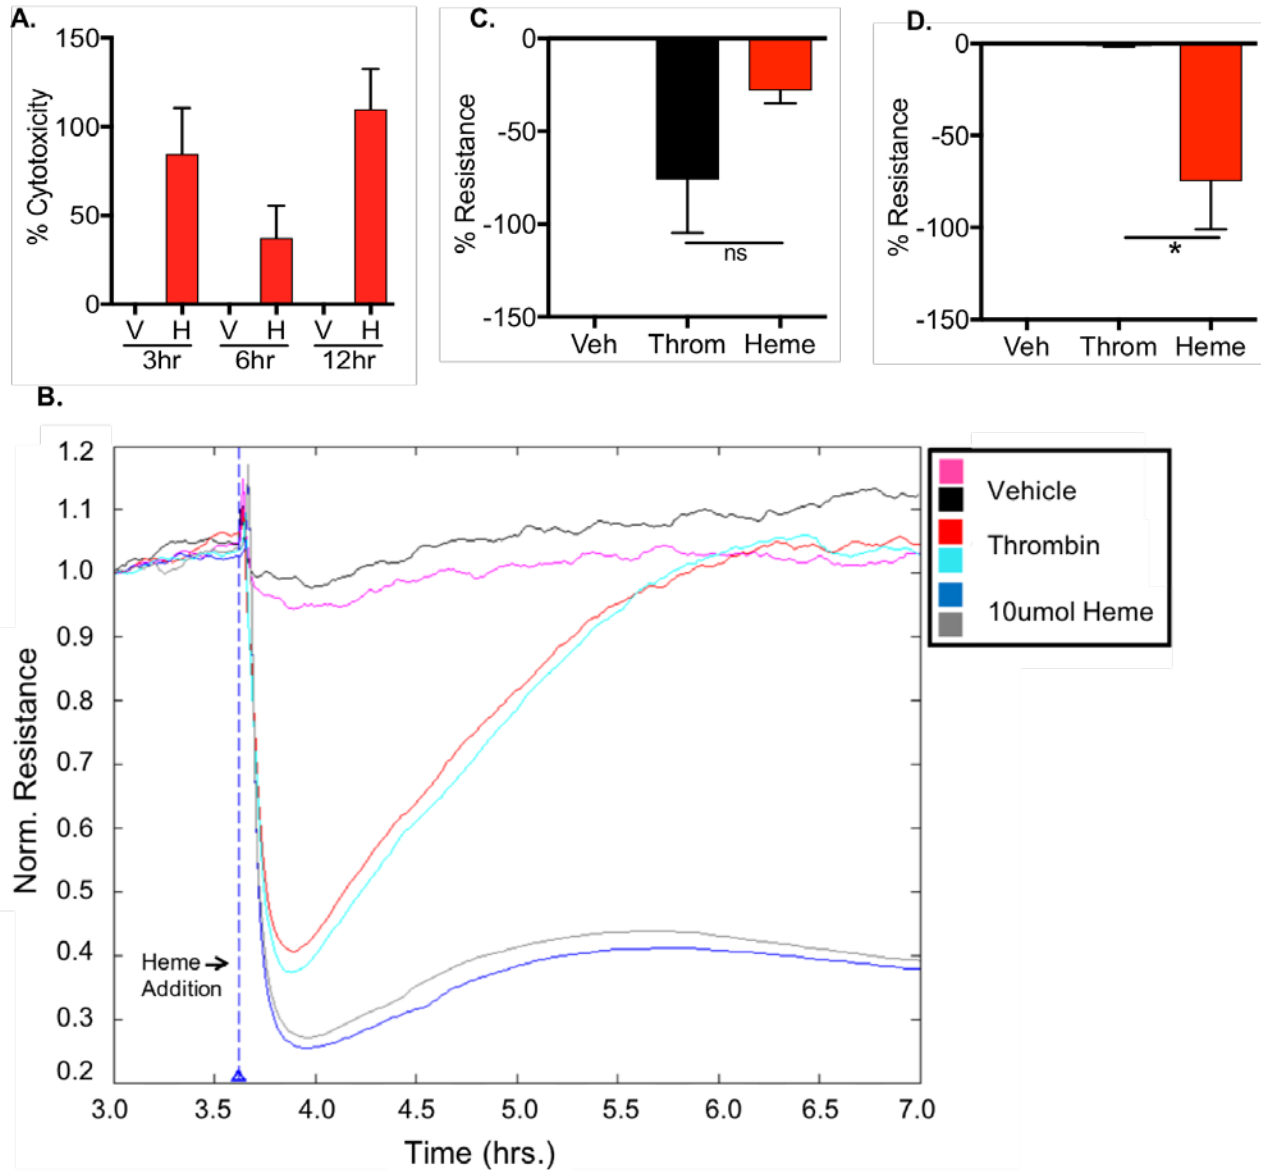 A.
% Cytotoxicity
150
100
50
0
V H V H V H
3hr 6hr 12hr
C.
% Resistance
0
-50
-100
-150
ns
Veh Throm Heme
D.
% Resistance
0
-50
-100
-150
*
Veh Throm Heme
B.
Norm. Resistance
1.2
1.1
1.0
0.9
0.8
0.7
0.6
0.5
0.4
0.3
0.2
Heme →
Addition
3.0 3.5 4.0 4.5 5.0 5.5 6.0 6.5 7.0
Time (hrs.)
Vehicle
Thrombin
10umol Heme